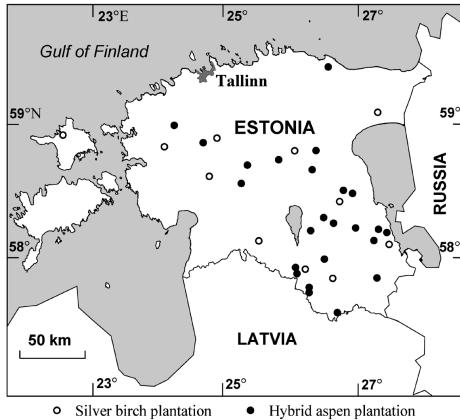 23°E 25° 27°
Gulf of Finland
Tallinn
59°N 59°
ESTONIA
RUSSIA
58° 58°
50 km
LATVIA
23° 25° 27°
Silver birch plantation Hybrid aspen plantation